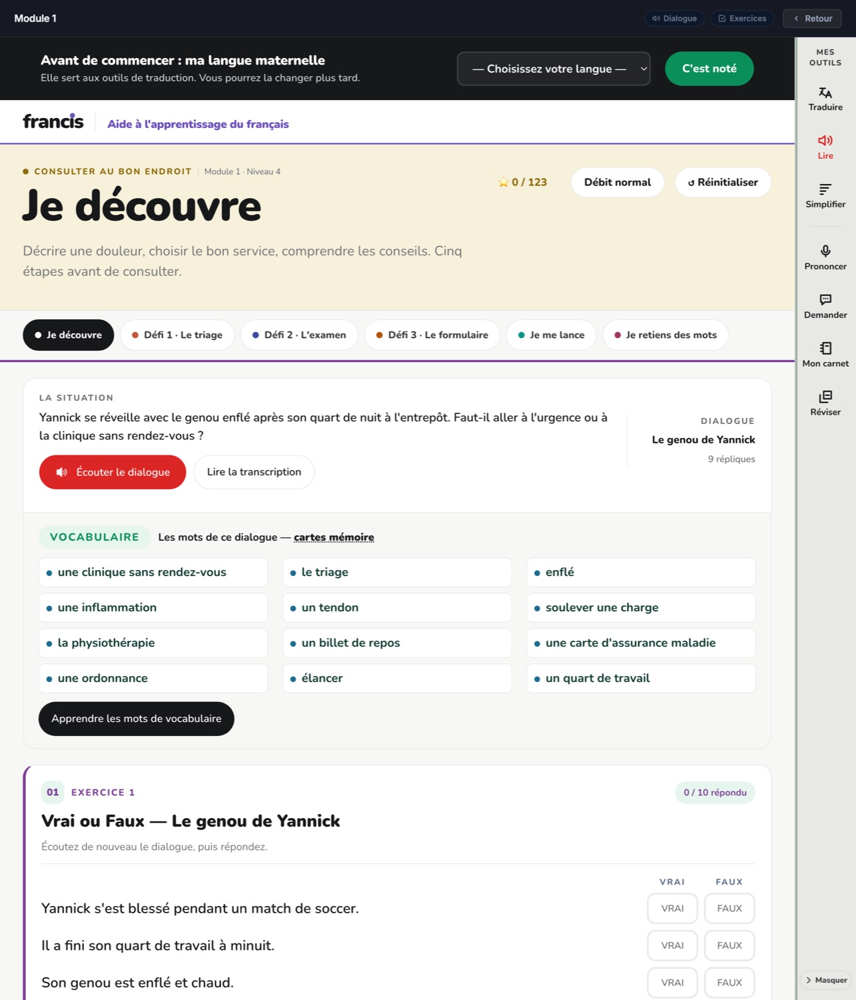 Module 1
Dialogue
Exercices
Retour
Avant de commencer : ma langue maternelle
Elle sert aux outils de traduction. Vous pourrez la changer plus tard.
— Choisissez votre langue —
C'est noté
francis
Aide à l'apprentissage du français
CONSULTER AU BON ENDROIT
Module 1 · Niveau 4
Je découvre
⭐ 0 / 123
Débit normal
↺ Réinitialiser
Décrire une douleur, choisir le bon service, comprendre les conseils. Cinq
étapes avant de consulter.
Je découvre
Défi 1 · Le triage
Défi 2 · L'examen
Défi 3 · Le formulaire
Je me lance
Je retiens des mots
LA SITUATION
Yannick se réveille avec le genou enflé après son quart de nuit à l'entrepôt. Faut-il aller à l'urgence ou à
la clinique sans rendez-vous ?
Écouter le dialogue
Lire la transcription
DIALOGUE
Le genou de Yannick
9 répliques
VOCABULAIRE
Les mots de ce dialogue — cartes mémoire
une clinique sans rendez-vous
le triage
enflé
une inflammation
un tendon
soulever une charge
la physiothérapie
un billet de repos
une carte d'assurance maladie
une ordonnance
élancer
un quart de travail
Apprendre les mots de vocabulaire
01
EXERCICE 1
0 / 10 répondu
Vrai ou Faux — Le genou de Yannick
Écoutez de nouveau le dialogue, puis répondez.
VRAI
FAUX
Yannick s'est blessé pendant un match de soccer.
VRAI
FAUX
Il a fini son quart de travail à minuit.
VRAI
FAUX
Son genou est enflé et chaud.
VRAI
FAUX
MES
OUTILS
Traduire
Lire
Simplifier
Prononcer
Demander
Mon carnet
Réviser
Masquer